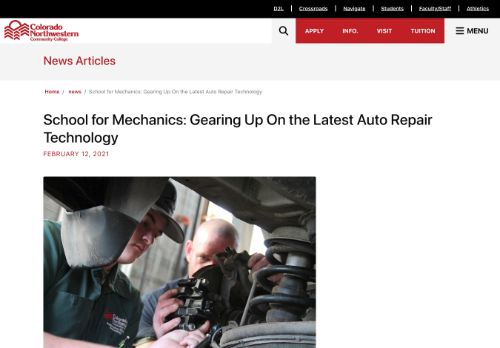 D2L | Crossroads | Navigate | Students | Faculty/Staff | Athletics
Colorado
Northwestern
Community College
APPLY INFO. VISIT TUITION MENU
News Articles
Home / news / School for Mechanics: Gearing Up On the Latest Auto Repair Technology
School for Mechanics: Gearing Up On the Latest Auto Repair
Technology
FEBRUARY 12, 2021